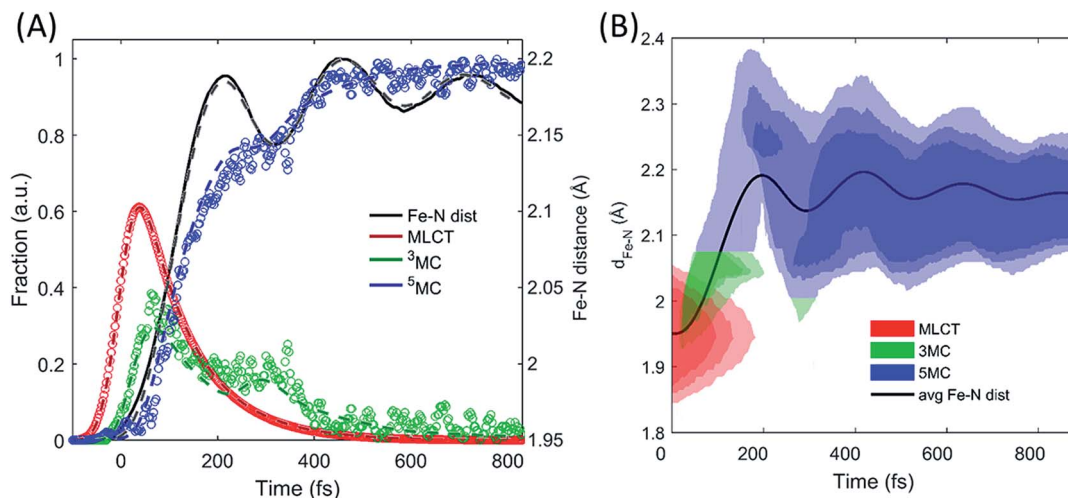 (A)
1
0.8
0.6
0.4
0.2
0
Fraction (a.u.)
2.2
2.15
2.1
2.05
2
1.95
Fe-N distance (Å)
Fe-N dist
MLCT
³MC
⁵MC
0 200 400 600 800
Time (fs)
(B)
2.4
2.3
2.2
2.1
2
1.9
1.8
d_Fe-N (Å)
MLCT
3MC
5MC
avg Fe-N dist
0 200 400 600 800
Time (fs)